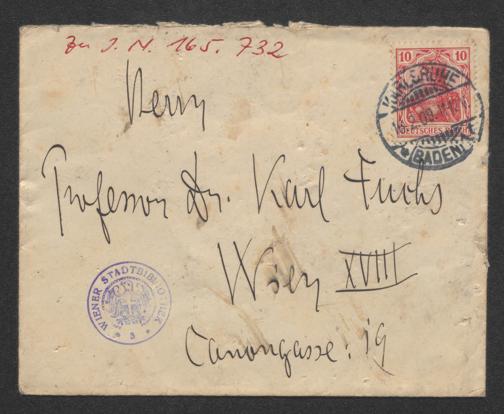 Zu I. N. 165.732
10
DEUTSCHES REICH
KARLSRUHE
(BADEN)
Herrn
Professor Dr. Karl Fuchs
Wien XVIII
Canongasse: 19
WIENER STADTBIBLIOTHEK
3